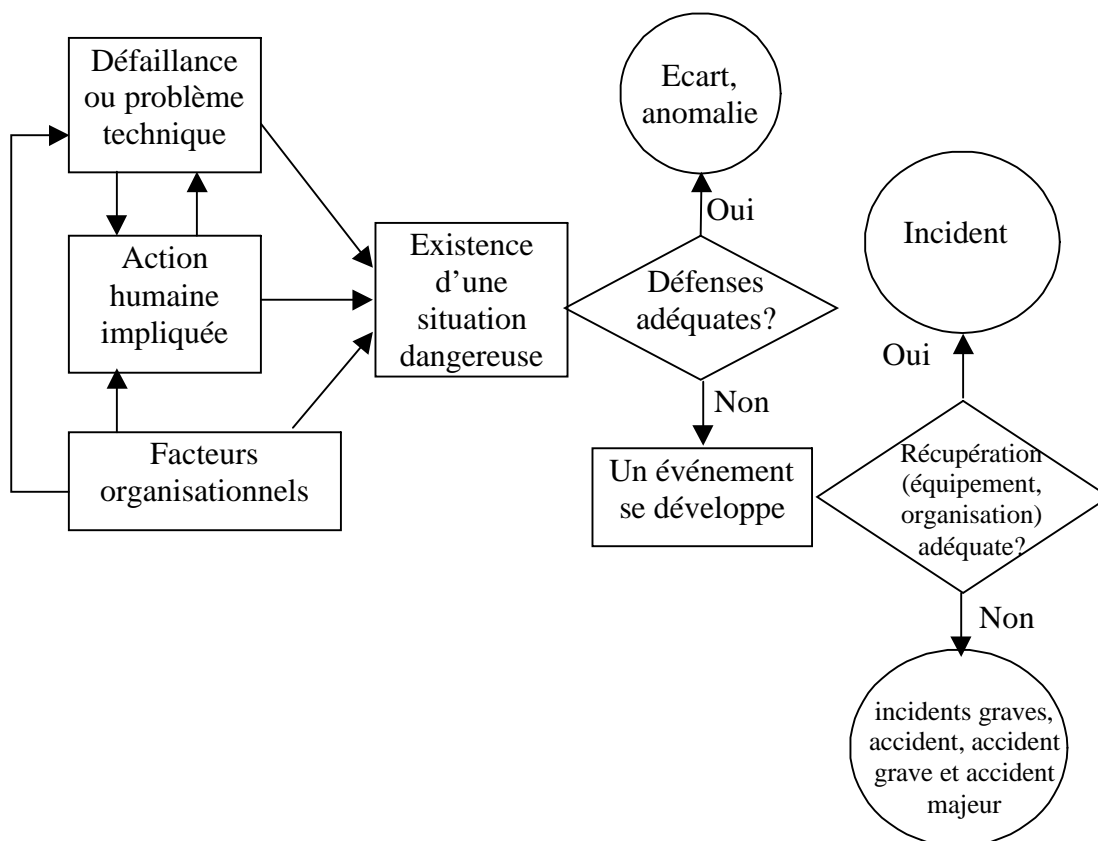 Défaillance
ou problème
technique
Action
humaine
impliquée
Facteurs
organisationnels
Existence
d’une
situation
dangereuse
Ecart,
anomalie
Oui
Défenses
adéquates?
Non
Un événement
se développe
Incident
Oui
Récupération
(équipement,
organisation)
adéquate?
Non
incidents graves,
accident, accident
grave et accident
majeur